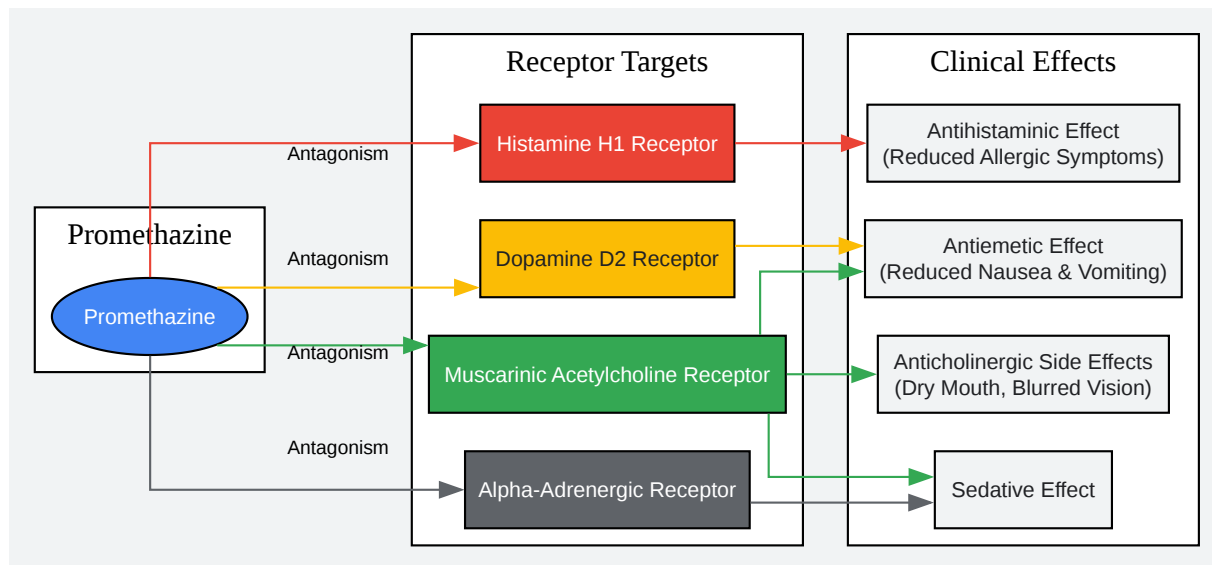 Receptor Targets
Clinical Effects
Promethazine
Promethazine
Antagonism
Antagonism
Antagonism
Antagonism
Histamine H1 Receptor
Dopamine D2 Receptor
Muscarinic Acetylcholine Receptor
Alpha-Adrenergic Receptor
Antihistaminic Effect
(Reduced Allergic Symptoms)
Antiemetic Effect
(Reduced Nausea & Vomiting)
Anticholinergic Side Effects
(Dry Mouth, Blurred Vision)
Sedative Effect